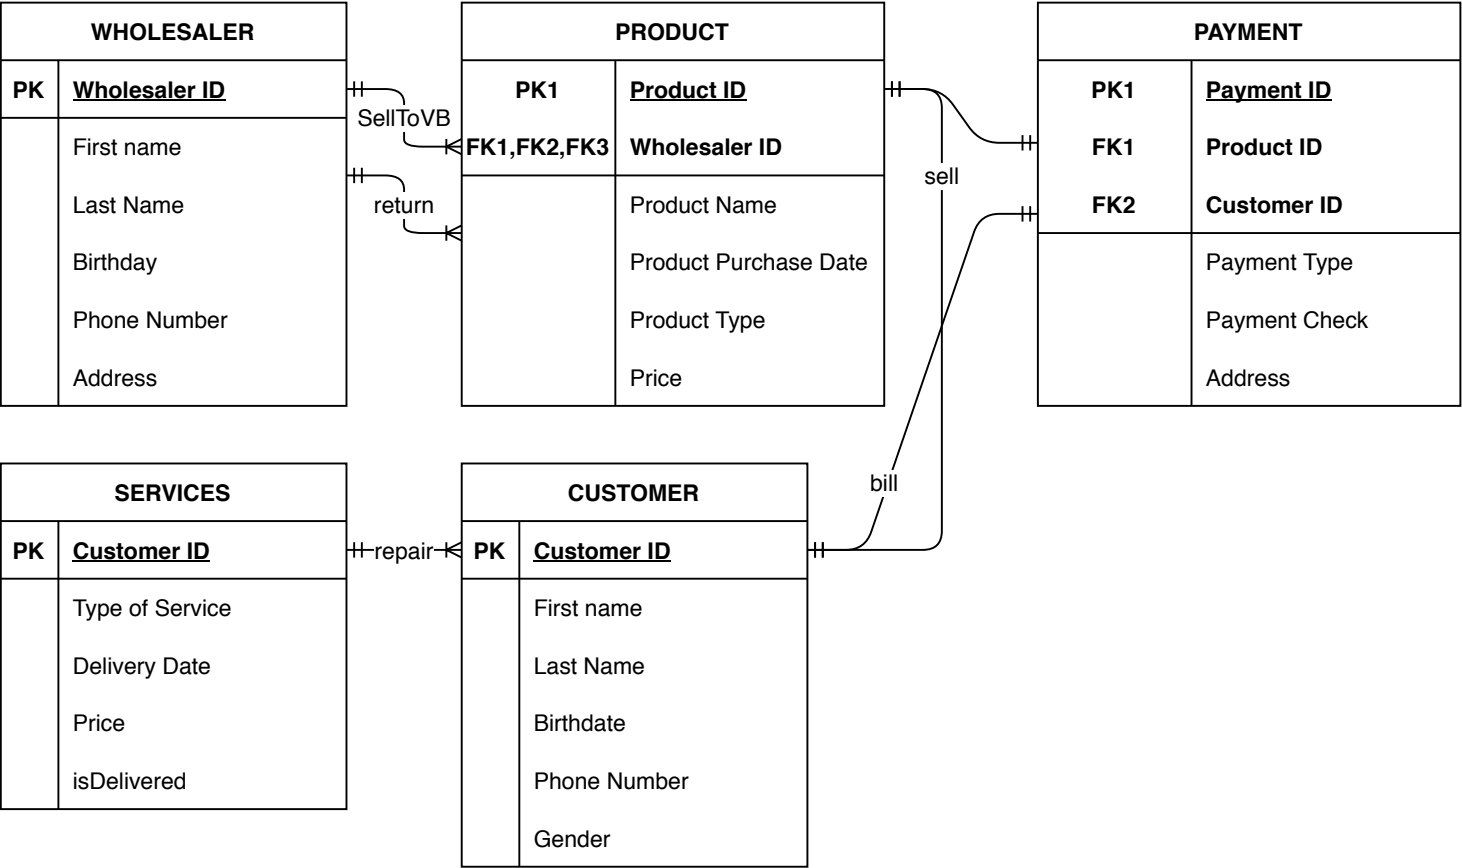 WHOLESALER
PK Wholesaler ID
First name
Last Name
Birthday
Phone Number
Address
SellToVB
return
PRODUCT
PK1 Product ID
FK1,FK2,FK3 Wholesaler ID
Product Name
Product Purchase Date
Product Type
Price
sell
PAYMENT
PK1 Payment ID
FK1 Product ID
FK2 Customer ID
Payment Type
Payment Check
Address
SERVICES
PK Customer ID
Type of Service
Delivery Date
Price
isDelivered
repair
CUSTOMER
PK Customer ID
First name
Last Name
Birthdate
Phone Number
Gender
bill